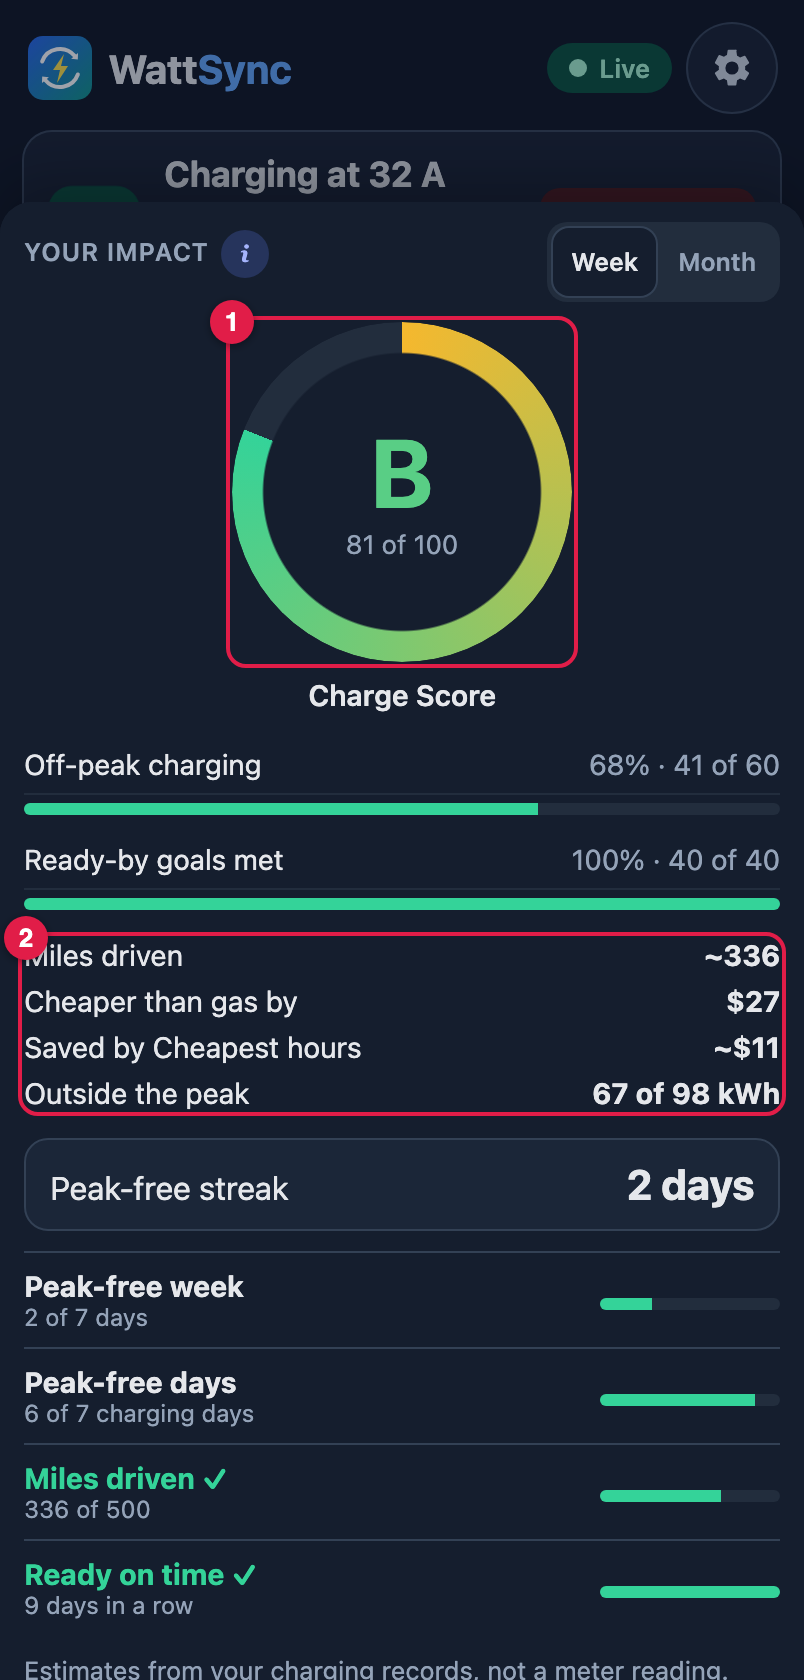 WattSync
Live
Charging at 32 A
YOUR IMPACT
i
Week
Month
1
B
81 of 100
Charge Score
Off-peak charging
68% · 41 of 60
Ready-by goals met
100% · 40 of 40
2
Miles driven
~336
Cheaper than gas by
$27
Saved by Cheapest hours
~$11
Outside the peak
67 of 98 kWh
Peak-free streak
2 days
Peak-free week
2 of 7 days
Peak-free days
6 of 7 charging days
Miles driven ✓
336 of 500
Ready on time ✓
9 days in a row
Estimates from your charging records, not a meter reading.